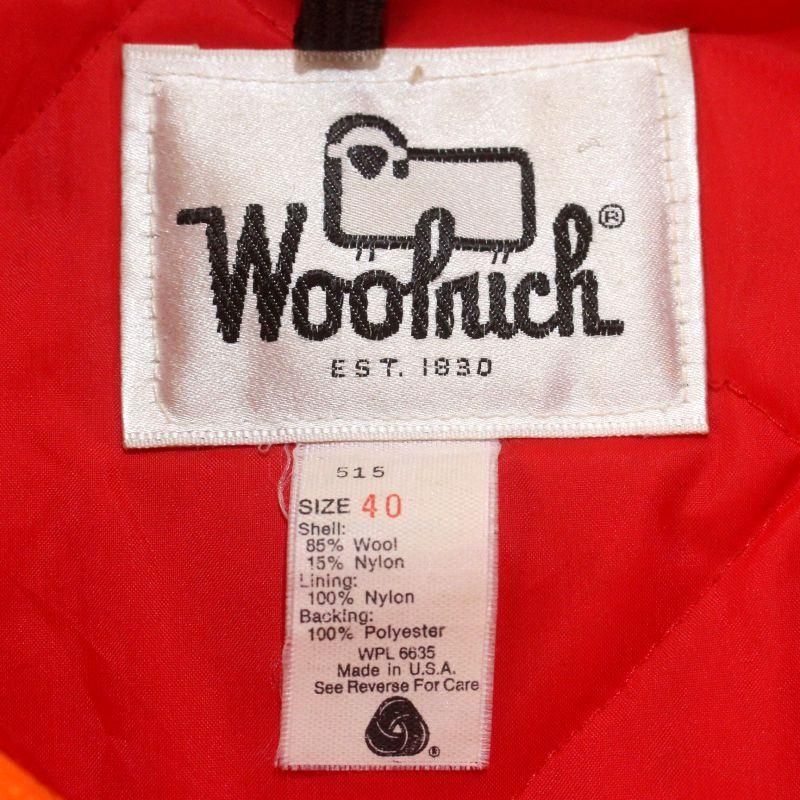 Woolrich®
EST. 1830
515
SIZE 40
Shell:
85% Wool
15% Nylon
Lining:
100% Nylon
Backing:
100% Polyester
WPL 6635
Made in U.S.A.
See Reverse For Care
®